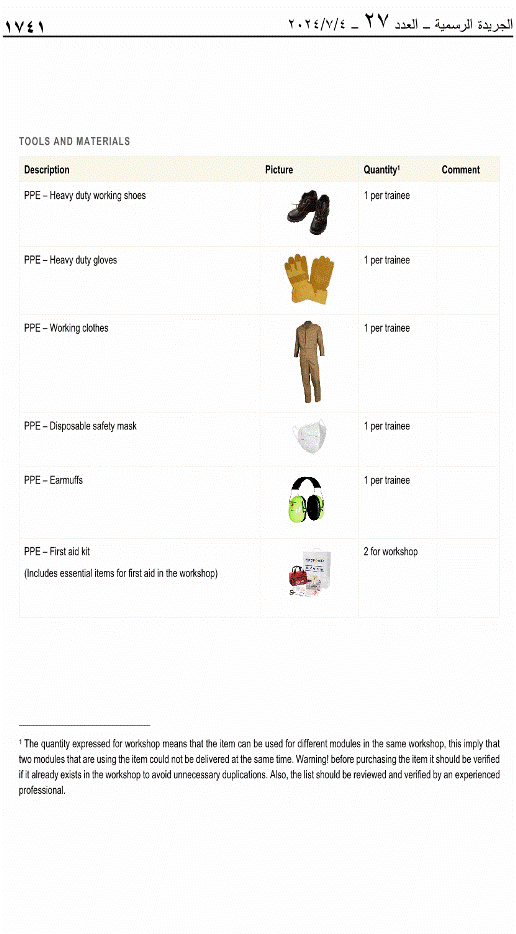 ١٧٤١
الجريدة الرسمية – العدد ٢٧ – ٢٠٢٤/٧/٤
TOOLS AND MATERIALS
Description Picture Quantity¹ Comment
PPE – Heavy duty working shoes 1 per trainee
PPE – Heavy duty gloves 1 per trainee
PPE – Working clothes 1 per trainee
PPE – Disposable safety mask 1 per trainee
PPE – Earmuffs 1 per trainee
PPE – First aid kit 2 for workshop
(Includes essential items for first aid in the workshop)
¹ The quantity expressed for workshop means that the item can be used for different modules in the same workshop, this imply that
two modules that are using the item could not be delivered at the same time. Warning! before purchasing the item it should be verified
if it already exists in the workshop to avoid unnecessary duplications. Also, the list should be reviewed and verified by an experienced
professional.